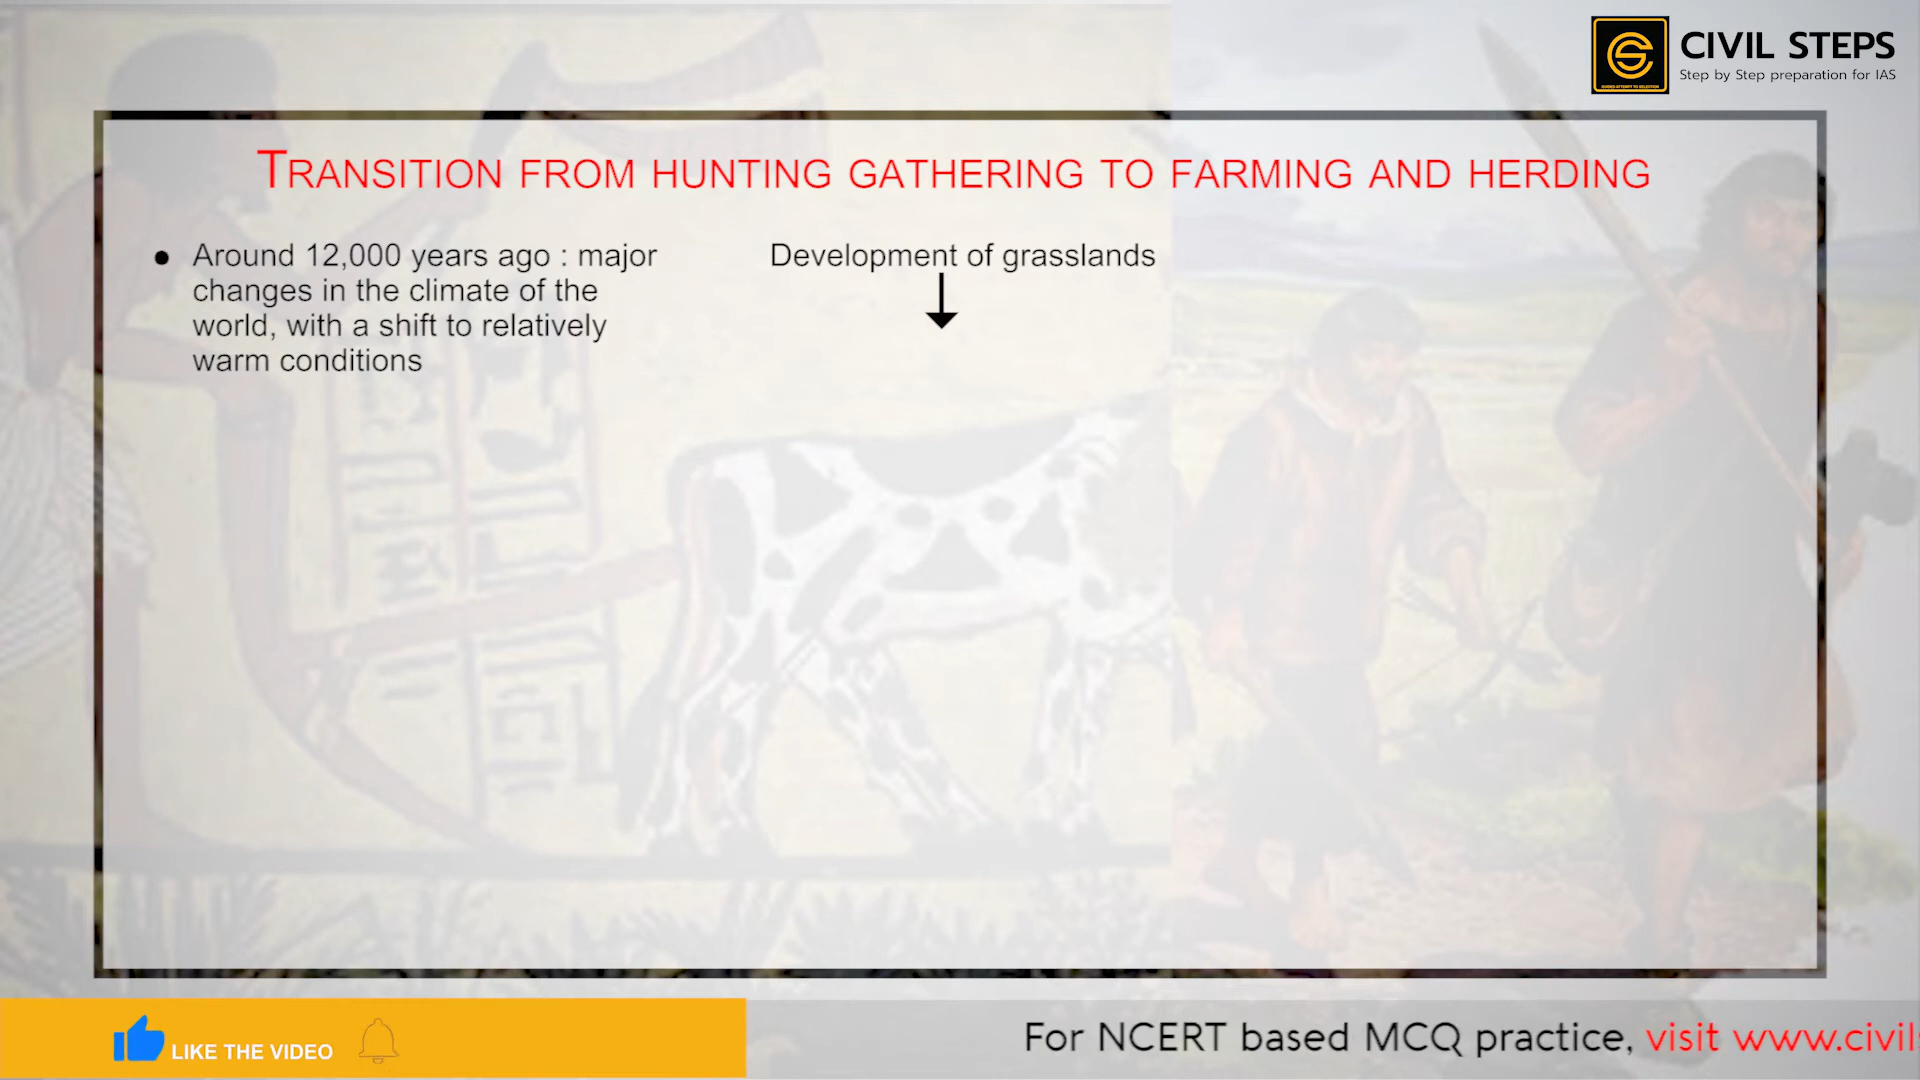 CIVIL STEPS
Step by Step preparation for IAS
TRANSITION FROM HUNTING GATHERING TO FARMING AND HERDING
● Around 12,000 years ago : major
changes in the climate of the
world, with a shift to relatively
warm conditions
Development of grasslands
LIKE THE VIDEO
For NCERT based MCQ practice, visit www.civil